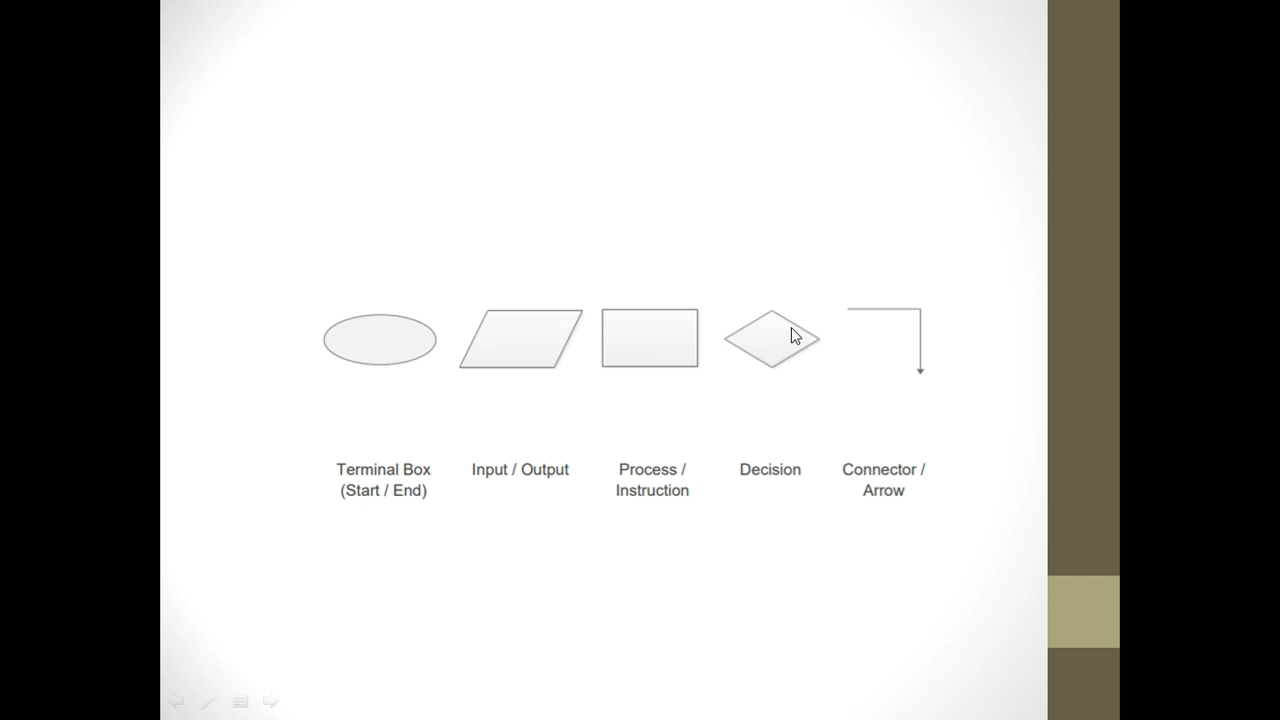 Terminal Box
(Start / End)
Input / Output
Process /
Instruction
Decision
Connector /
Arrow